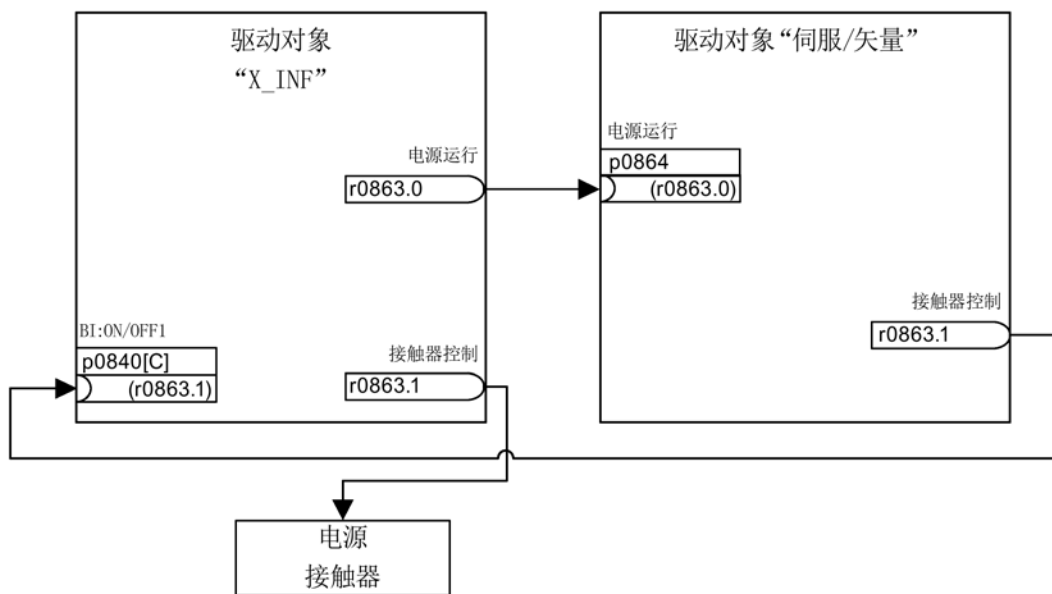 驱动对象
“X_INF”
电源运行
r0863.0
BI:ON/OFF1
p0840[C]
(r0863.1)
接触器控制
r0863.1
驱动对象“伺服/矢量”
电源运行
p0864
(r0863.0)
接触器控制
r0863.1
电源
接触器